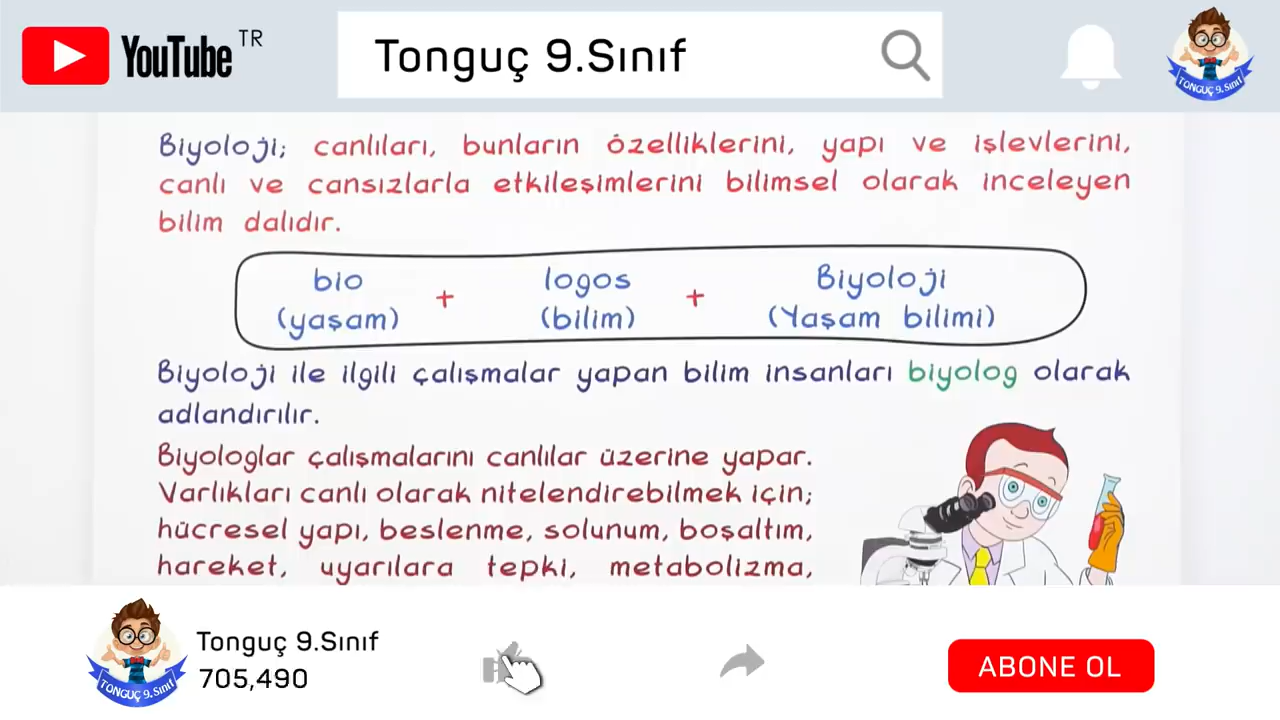 YouTube TR
Tonguç 9.Sınıf
TONGUÇ 9.Sınıf
Biyoloji; canlıları, bunların özelliklerini, yapı ve işlevlerini,
canlı ve cansızlarla etkileşimlerini bilimsel olarak inceleyen
bilim dalıdır.
bio + logos + Biyoloji
(yaşam) (bilim) (Yaşam bilimi)
Biyoloji ile ilgili çalışmalar yapan bilim insanları biyolog olarak
adlandırılır.
Biyologlar çalışmalarını canlılar üzerine yapar.
Varlıkları canlı olarak nitelendirebilmek için;
hücresel yapı, beslenme, solunum, boşaltım,
hareket, uyarılara tepki, metabolizma,
Tonguç 9.Sınıf
705,490
TONGUÇ 9.Sınıf
ABONE OL